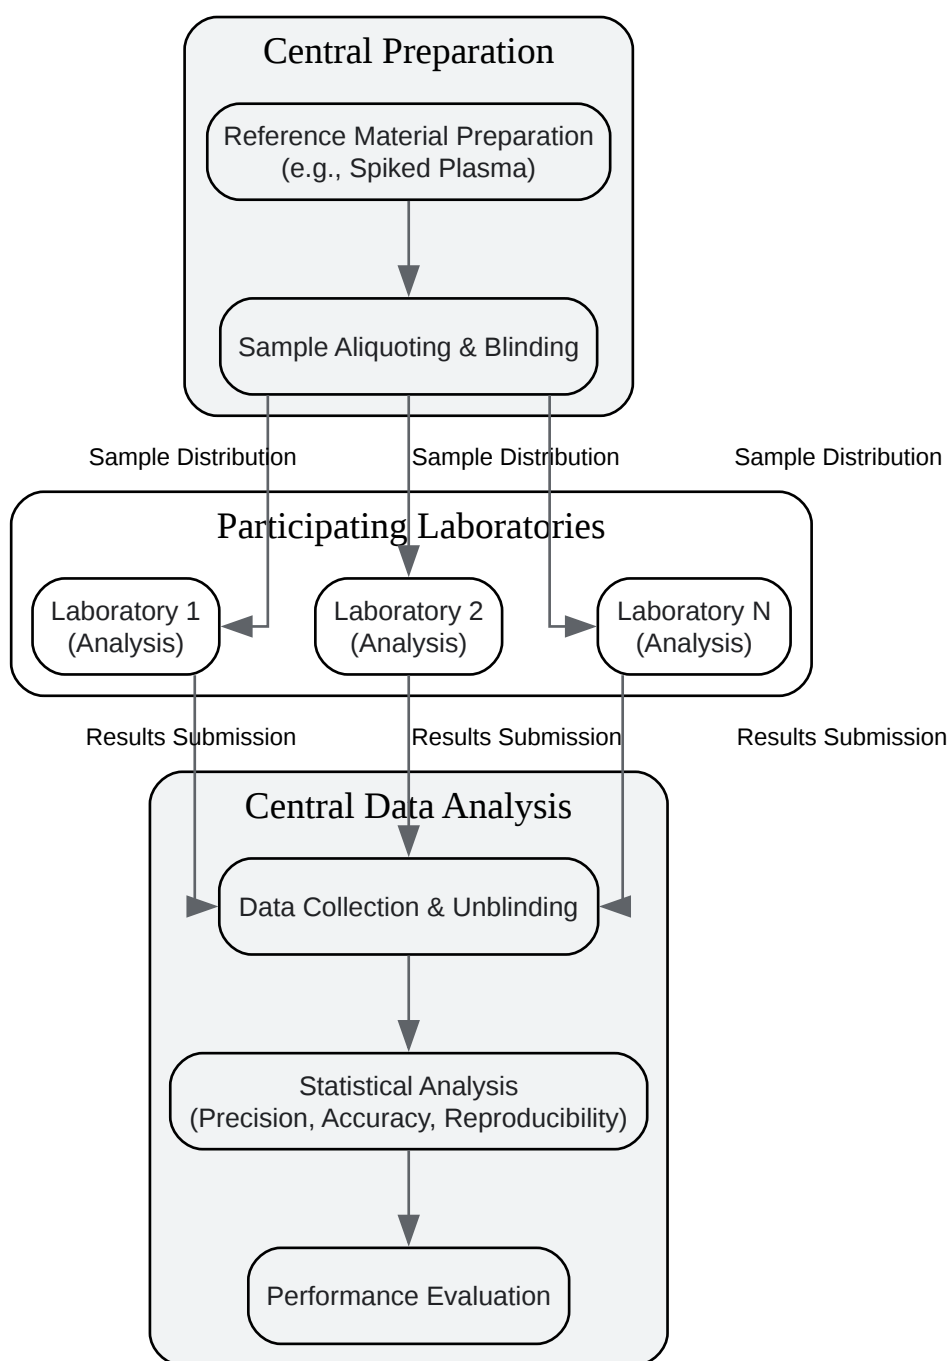 Central Preparation
Reference Material Preparation
(e.g., Spiked Plasma)
Sample Aliquoting & Blinding
Sample Distribution
Sample Distribution
Sample Distribution
Participating Laboratories
Laboratory 1
(Analysis)
Laboratory 2
(Analysis)
Laboratory N
(Analysis)
Results Submission
Results Submission
Results Submission
Central Data Analysis
Data Collection & Unblinding
Statistical Analysis
(Precision, Accuracy, Reproducibility)
Performance Evaluation